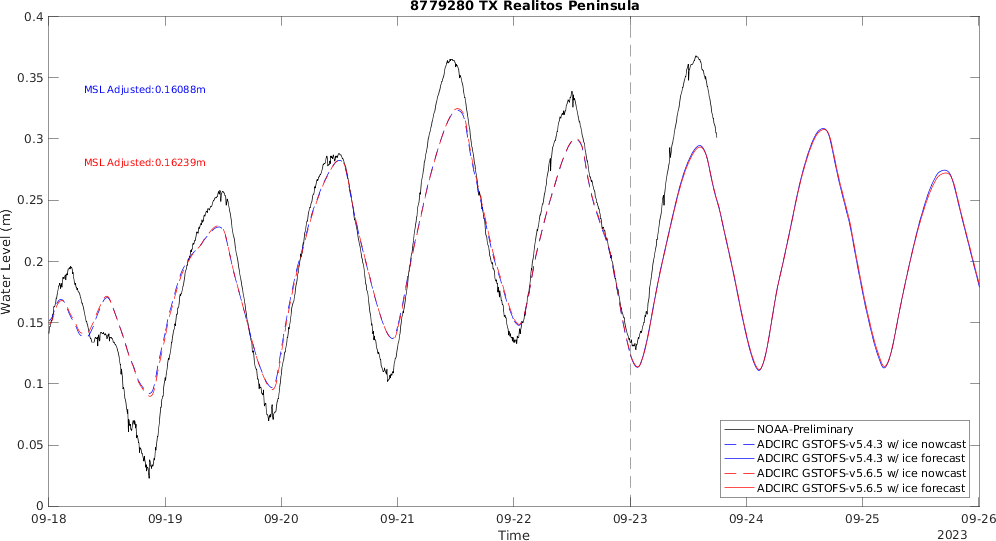 8779280 TX Realitos Peninsula
0.4
0.35
0.3
0.25
0.2
0.15
0.1
0.05
0
Water Level (m)
MSL Adjusted:0.16088m
MSL Adjusted:0.16239m
NOAA-Preliminary
ADCIRC GSTOFS-v5.4.3 w/ ice nowcast
ADCIRC GSTOFS-v5.4.3 w/ ice forecast
ADCIRC GSTOFS-v5.6.5 w/ ice nowcast
ADCIRC GSTOFS-v5.6.5 w/ ice forecast
09-18 09-19 09-20 09-21 09-22 09-23 09-24 09-25 09-26
Time
2023